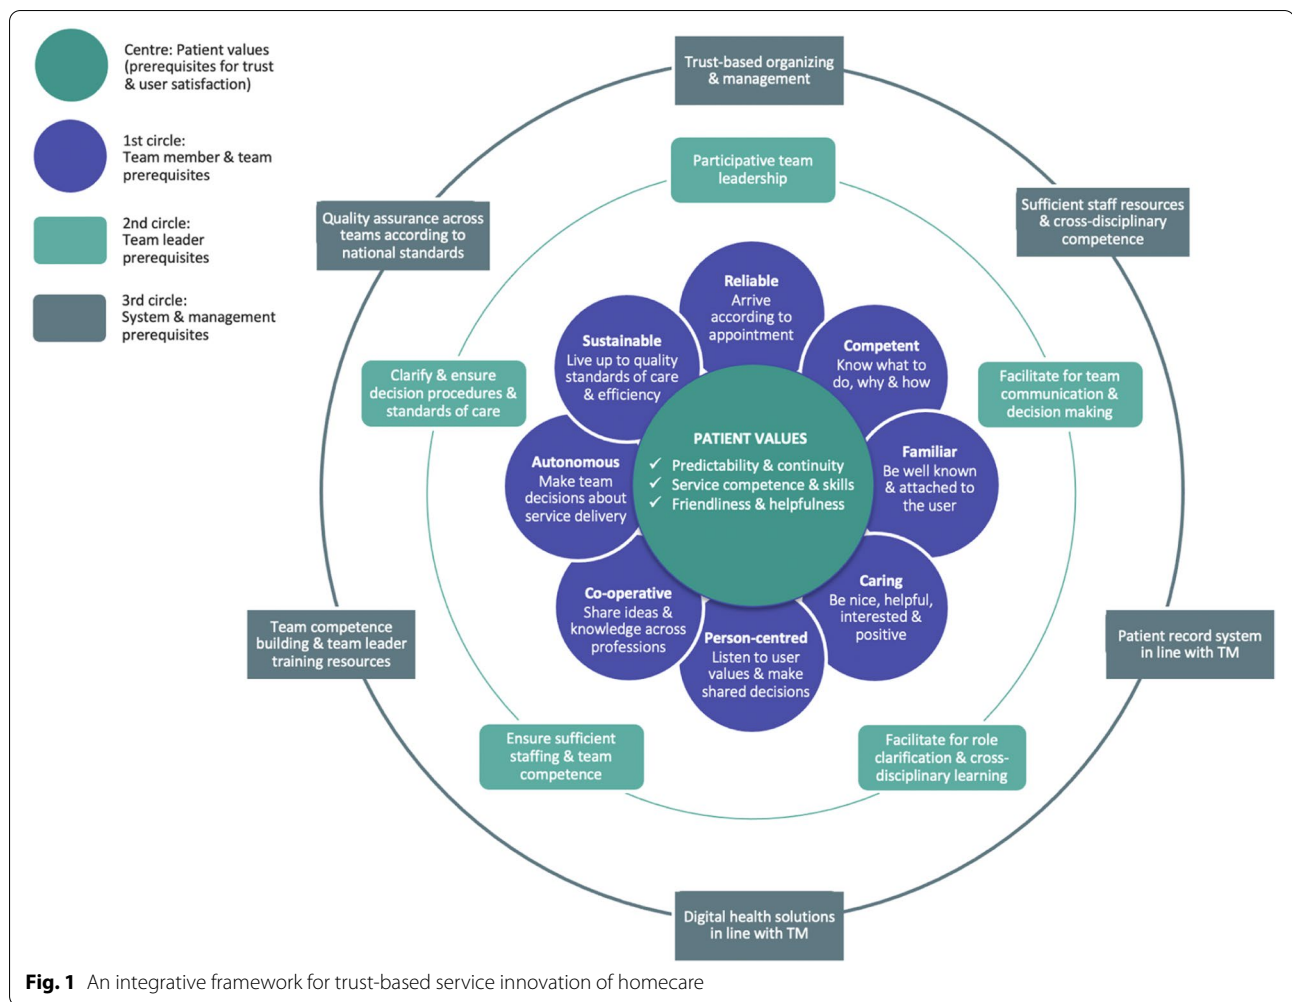 Centre: Patient values
(prerequisites for trust
& user satisfaction)
1st circle:
Team member & team
prerequisites
2nd circle:
Team leader
prerequisites
3rd circle:
System & management
prerequisites
Trust-based organizing
& management
Sufficient staff resources
& cross-disciplinary
competence
Patient record system
in line with TM
Digital health solutions
in line with TM
Team competence
building & team leader
training resources
Quality assurance across
teams according to
national standards
Participative team
leadership
Facilitate for team
communication &
decision making
Facilitate for role
clarification & cross-
disciplinary learning
Ensure sufficient
staffing & team
competence
Clarify & ensure
decision procedures &
standards of care
Reliable
Arrive
according to
appointment
Competent
Know what to
do, why & how
Familiar
Be well known
& attached to
the user
Caring
Be nice, helpful,
interested &
positive
Person-centred
Listen to user
values & make
shared decisions
Co-operative
Share ideas &
knowledge across
professions
Autonomous
Make team
decisions about
service delivery
Sustainable
Live up to quality
standards of care
& efficiency
PATIENT VALUES
✓ Predictability & continuity
✓ Service competence & skills
✓ Friendliness & helpfulness
Fig. 1 An integrative framework for trust-based service innovation of homecare